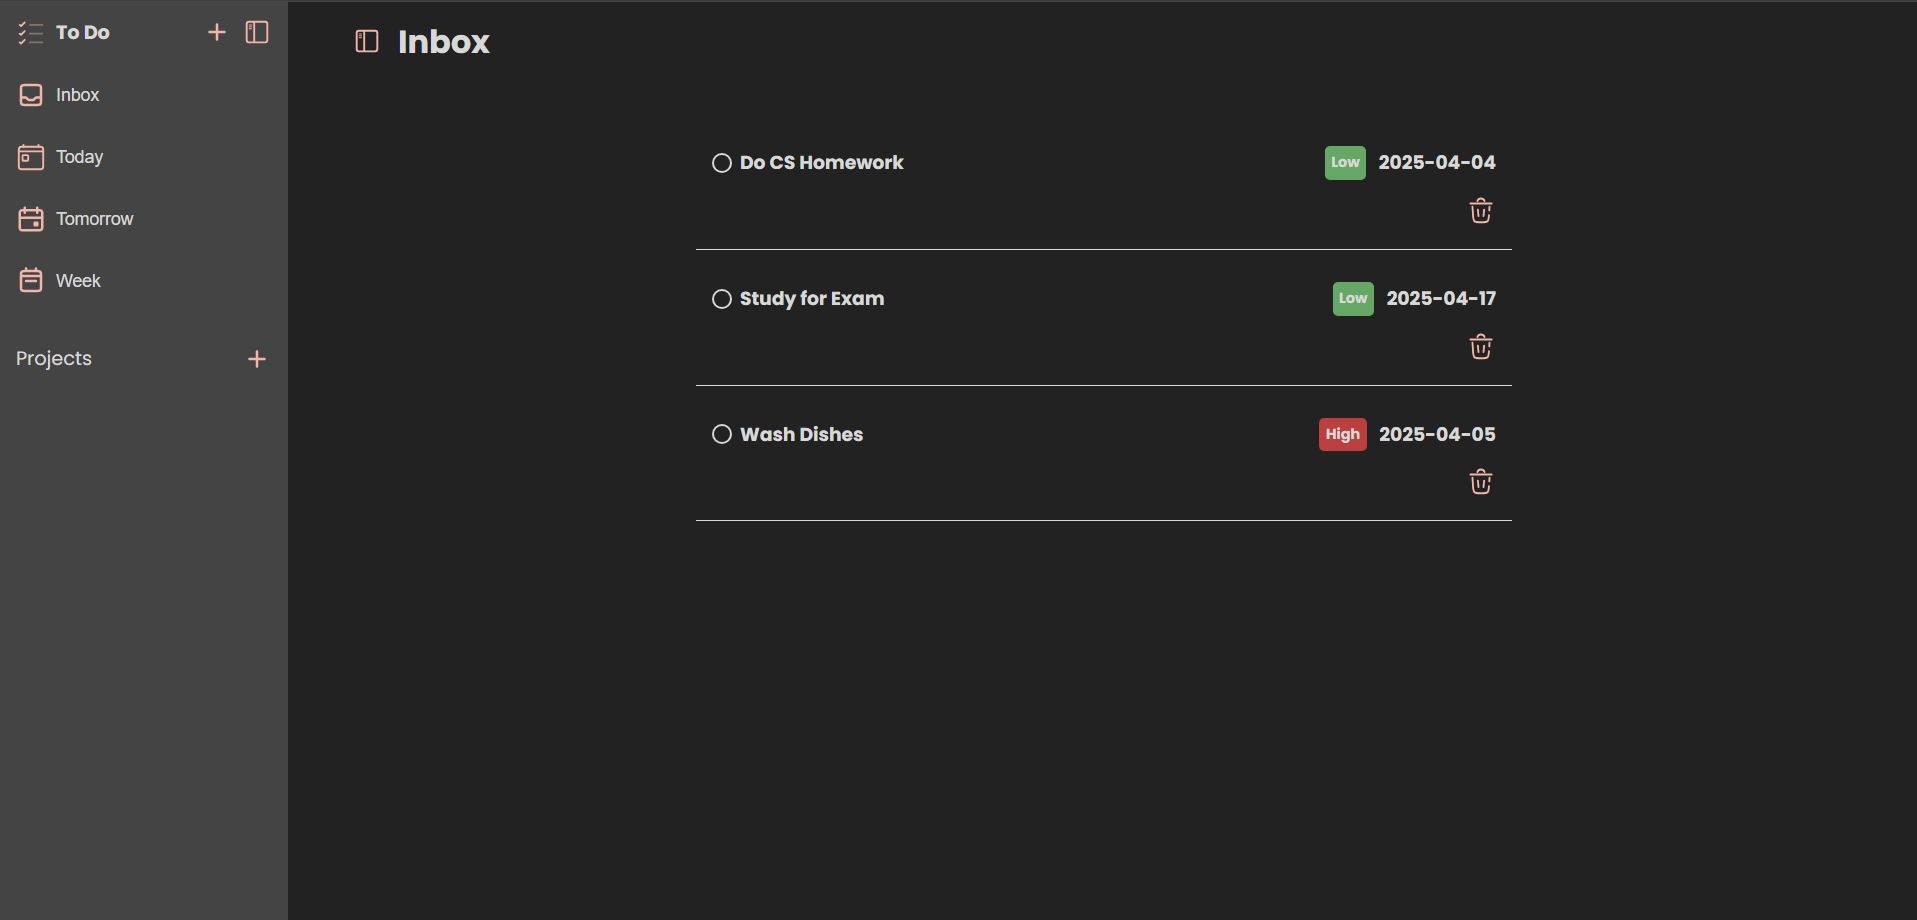 To Do
Inbox
Today
Tomorrow
Week
Projects
Inbox
Do CS Homework Low 2025-04-04
Study for Exam Low 2025-04-17
Wash Dishes High 2025-04-05